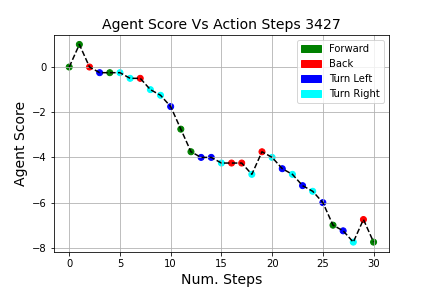 Agent Score Vs Action Steps 3427
Forward
Back
Turn Left
Turn Right
0
−2
−4
−6
−8
Agent Score
0 5 10 15 20 25 30
Num. Steps